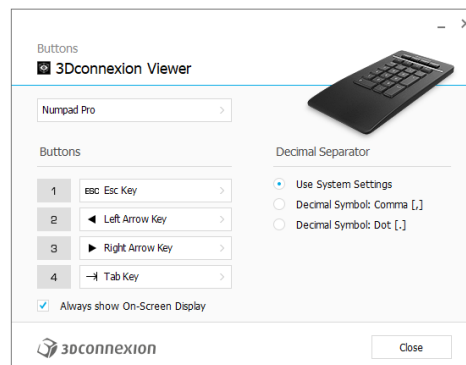 Buttons
3Dconnexion Viewer
Numpad Pro
Buttons
1 ESC Esc Key
2 Left Arrow Key
3 Right Arrow Key
4 Tab Key
Always show On-Screen Display
Decimal Separator
Use System Settings
Decimal Symbol: Comma [,]
Decimal Symbol: Dot [.]
3Dconnexion
Close